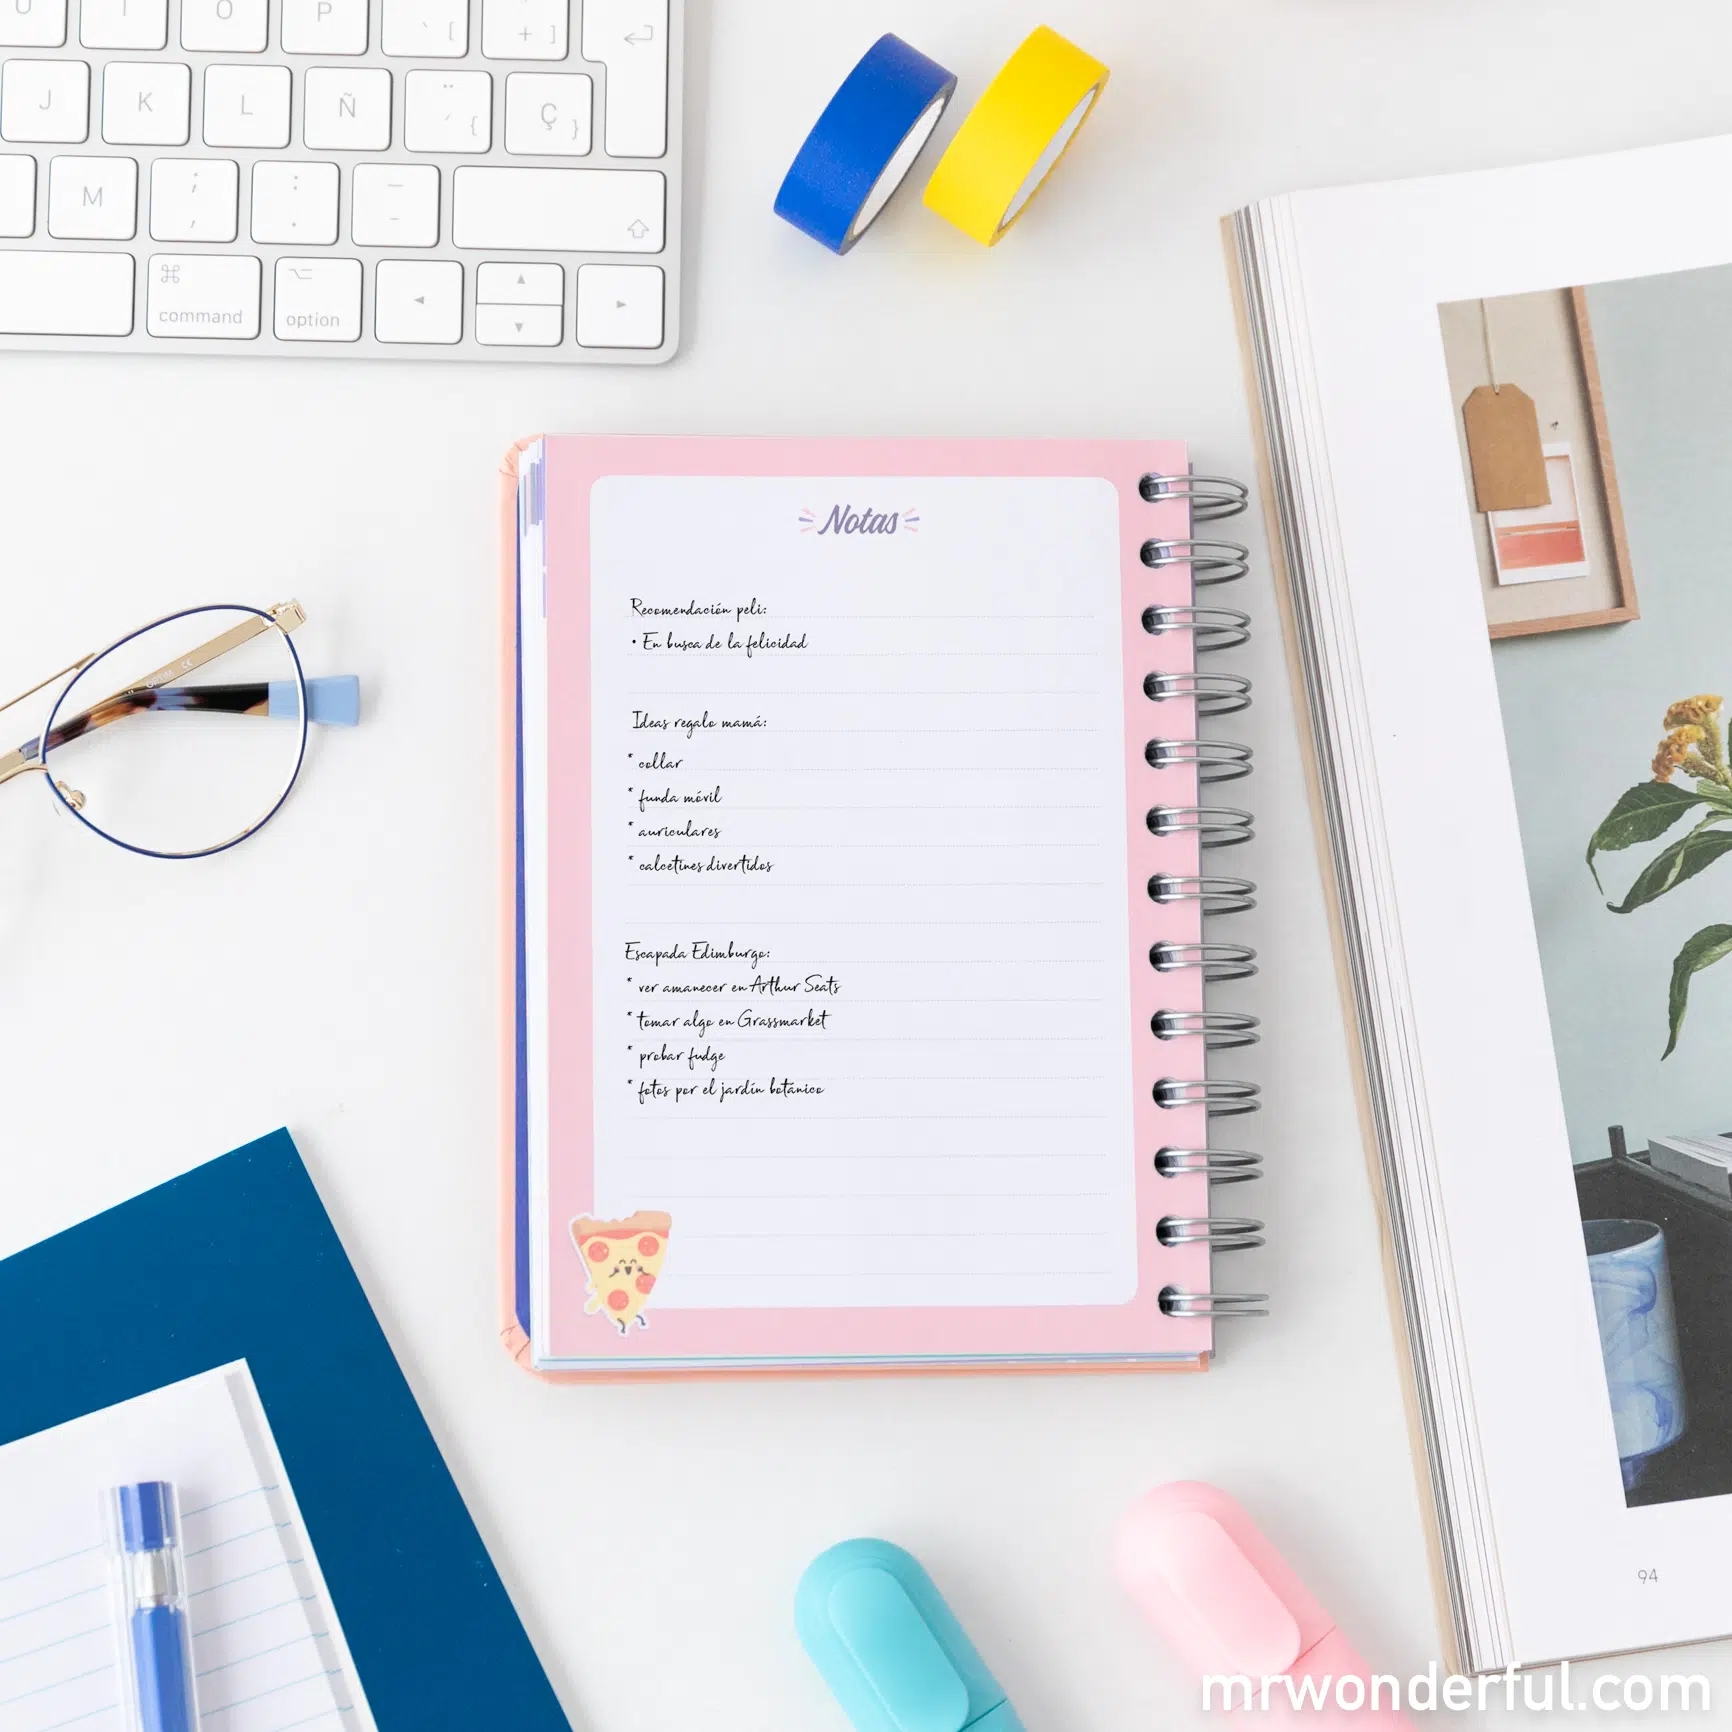 U I O P ` [ + ]
J K L Ñ ¨ ´ { Ç }
M ; , : . _ -
command option
Notas
Recomendación peli:
• En busca de la felicidad
Ideas regalo mamá:
* collar
* funda móvil
* auriculares
* calcetines divertidos
Escapada Edimburgo:
* ver amanecer en Arthur Seats
* tomar algo en Grassmarket
* probar fudge
* fotos por el jardín botánico
94
mrwonderful.com